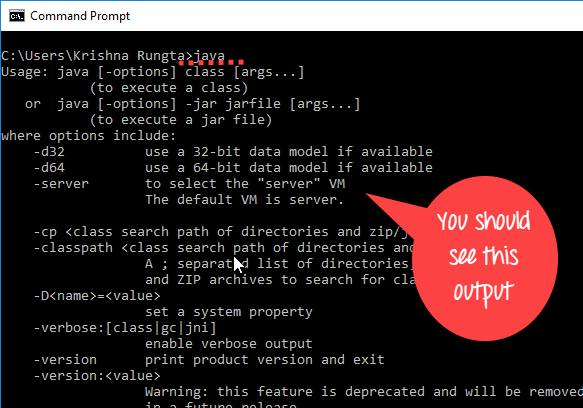 Command Prompt
C:\Users\Krishna Rungta>java
Usage: java [-options] class [args...]
(to execute a class)
or java [-options] -jar jarfile [args...]
(to execute a jar file)
where options include:
-d32 use a 32-bit data model if available
-d64 use a 64-bit data model if available
-server to select the "server" VM
The default VM is server.
-cp <class search path of directories and zip/j
-classpath <class search path of directories and
A ; separated list of directories,
and ZIP archives to search for cla
-D<name>=<value>
set a system property
-verbose:[class|gc|jni]
enable verbose output
-version print product version and exit
-version:<value>
Warning: this feature is deprecated and will be removed
in a future release.
You should
see this
output